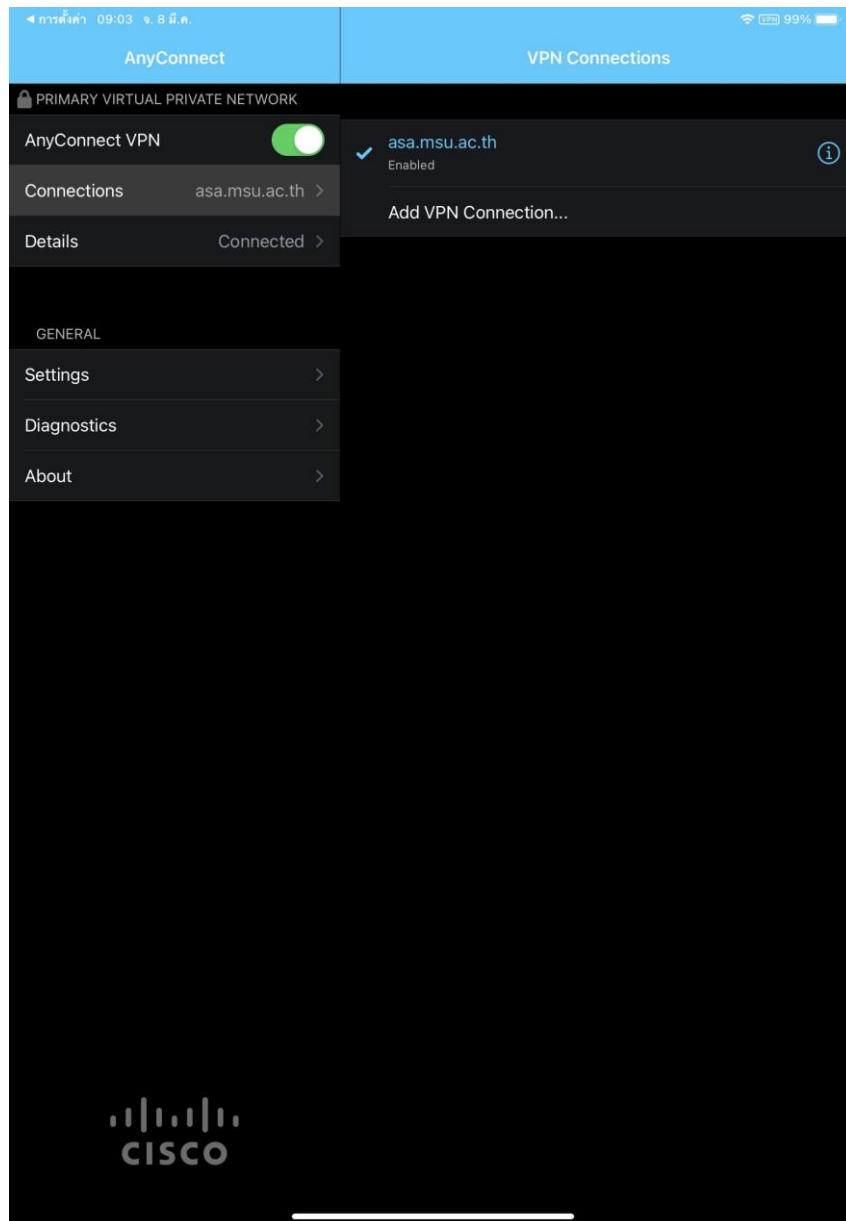 การตั้งค่า 09:03 จ. 8 มี.ค.
VPN 99%
AnyConnect
VPN Connections
PRIMARY VIRTUAL PRIVATE NETWORK
AnyConnect VPN
Connections asa.msu.ac.th
Details Connected
asa.msu.ac.th
Enabled
Add VPN Connection...
GENERAL
Settings
Diagnostics
About
CISCO